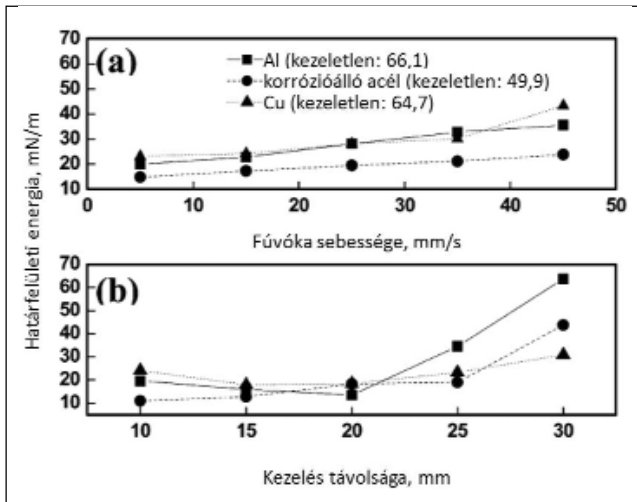 Határfelületi energia, mN/m
(a)
Al (kezeletlen: 66,1)
korrózióálló acél (kezeletlen: 49,9)
Cu (kezeletlen: 64,7)
70
60
50
40
30
20
10
0 10 20 30 40 50
Fúvóka sebessége, mm/s
(b)
70
60
50
40
30
20
10
10 15 20 25 30
Kezelés távolsága, mm